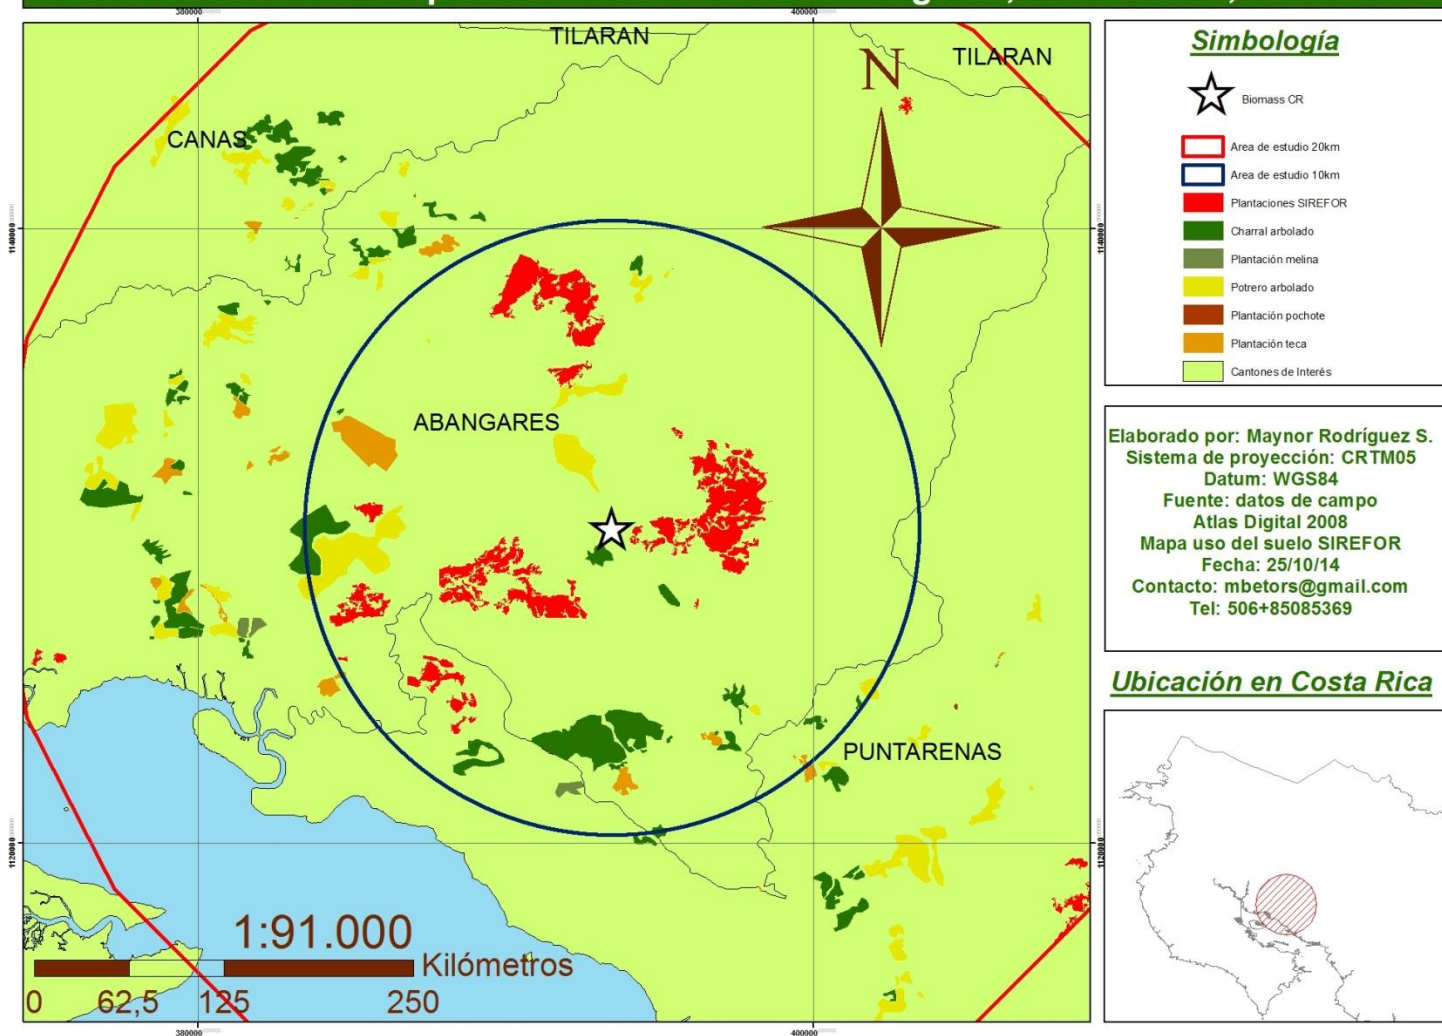 380000
400000
TILARAN
TILARAN
CANAS
N
1140000
1140000
ABANGARES
PUNTARENAS
1120000
1120000
1:91.000
Kilómetros
0 62,5 125 250
380000
400000
Simbología
Biomass CR
Area de estudio 20km
Area de estudio 10km
Plantaciones SIREFOR
Charral arbolado
Plantación melina
Potrero arbolado
Plantación pochote
Plantación teca
Cantones de Interés
Elaborado por: Maynor Rodríguez S.
Sistema de proyección: CRTM05
Datum: WGS84
Fuente: datos de campo
Atlas Digital 2008
Mapa uso del suelo SIREFOR
Fecha: 25/10/14
Contacto: mbetors@gmail.com
Tel: 506+85085369
Ubicación en Costa Rica